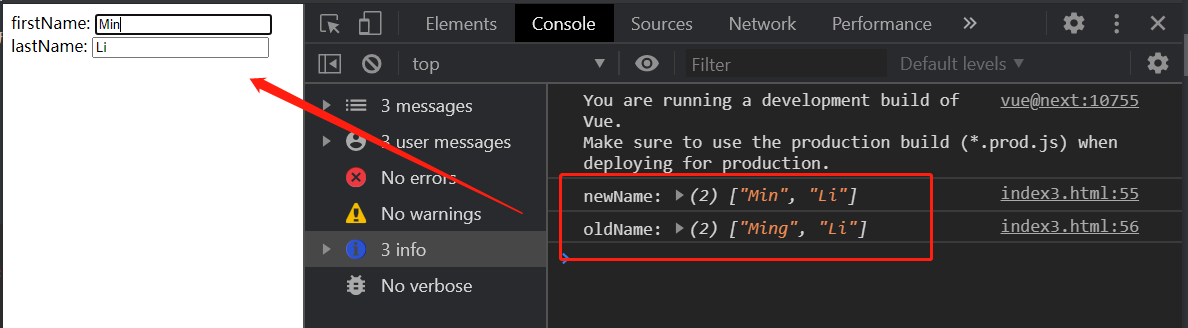 firstName: Min
lastName: Li
Elements Console Sources Network Performance »
top Filter Default levels ▼
3 messages
3 user messages
No errors
No warnings
3 info
No verbose
You are running a development build of vue@next:10755
Vue.
Make sure to use the production build (*.prod.js) when
deploying for production.
newName: ▶(2) ["Min", "Li"] index3.html:55
oldName: ▶(2) ["Ming", "Li"] index3.html:56